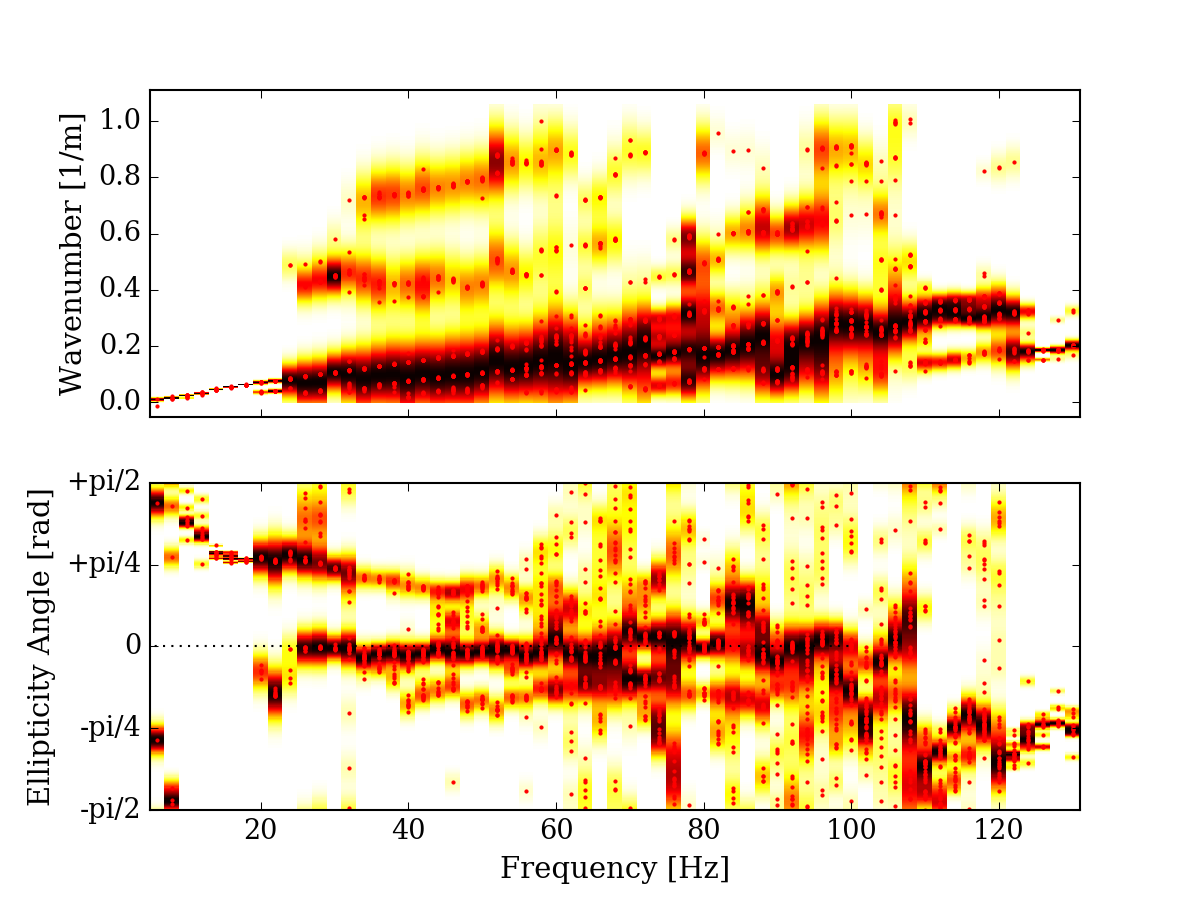 Wavenumber [1/m]
1.0
0.8
0.6
0.4
0.2
0.0
Ellipticity Angle [rad]
+pi/2
+pi/4
0
-pi/4
-pi/2
20 40 60 80 100 120
Frequency [Hz]